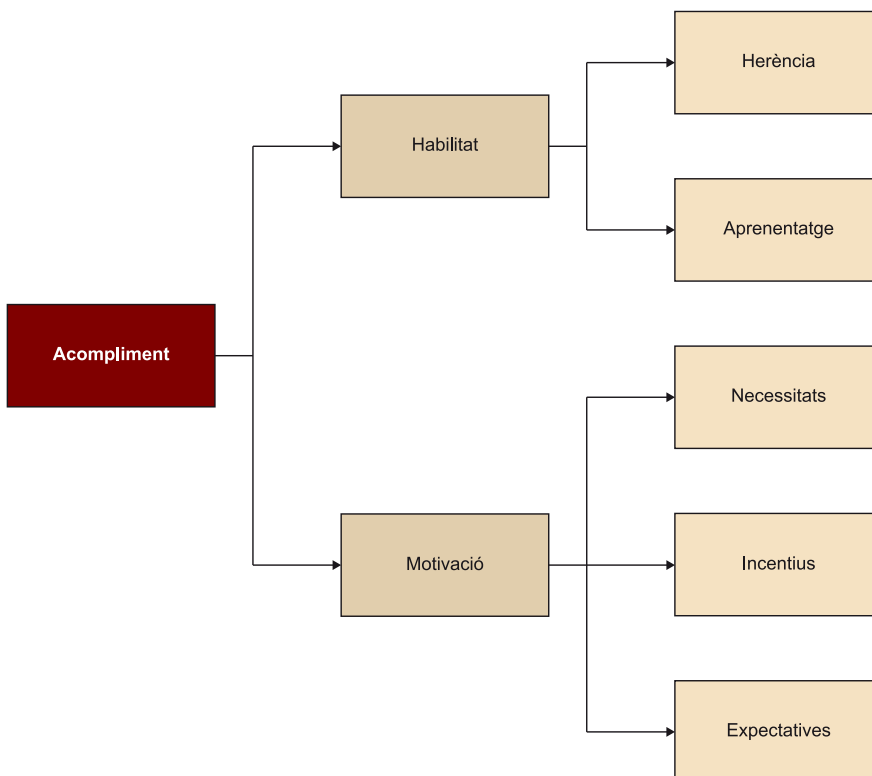 Herència
Habilitat
Aprenentatge
Acompliment
Necessitats
Motivació
Incentius
Expectatives